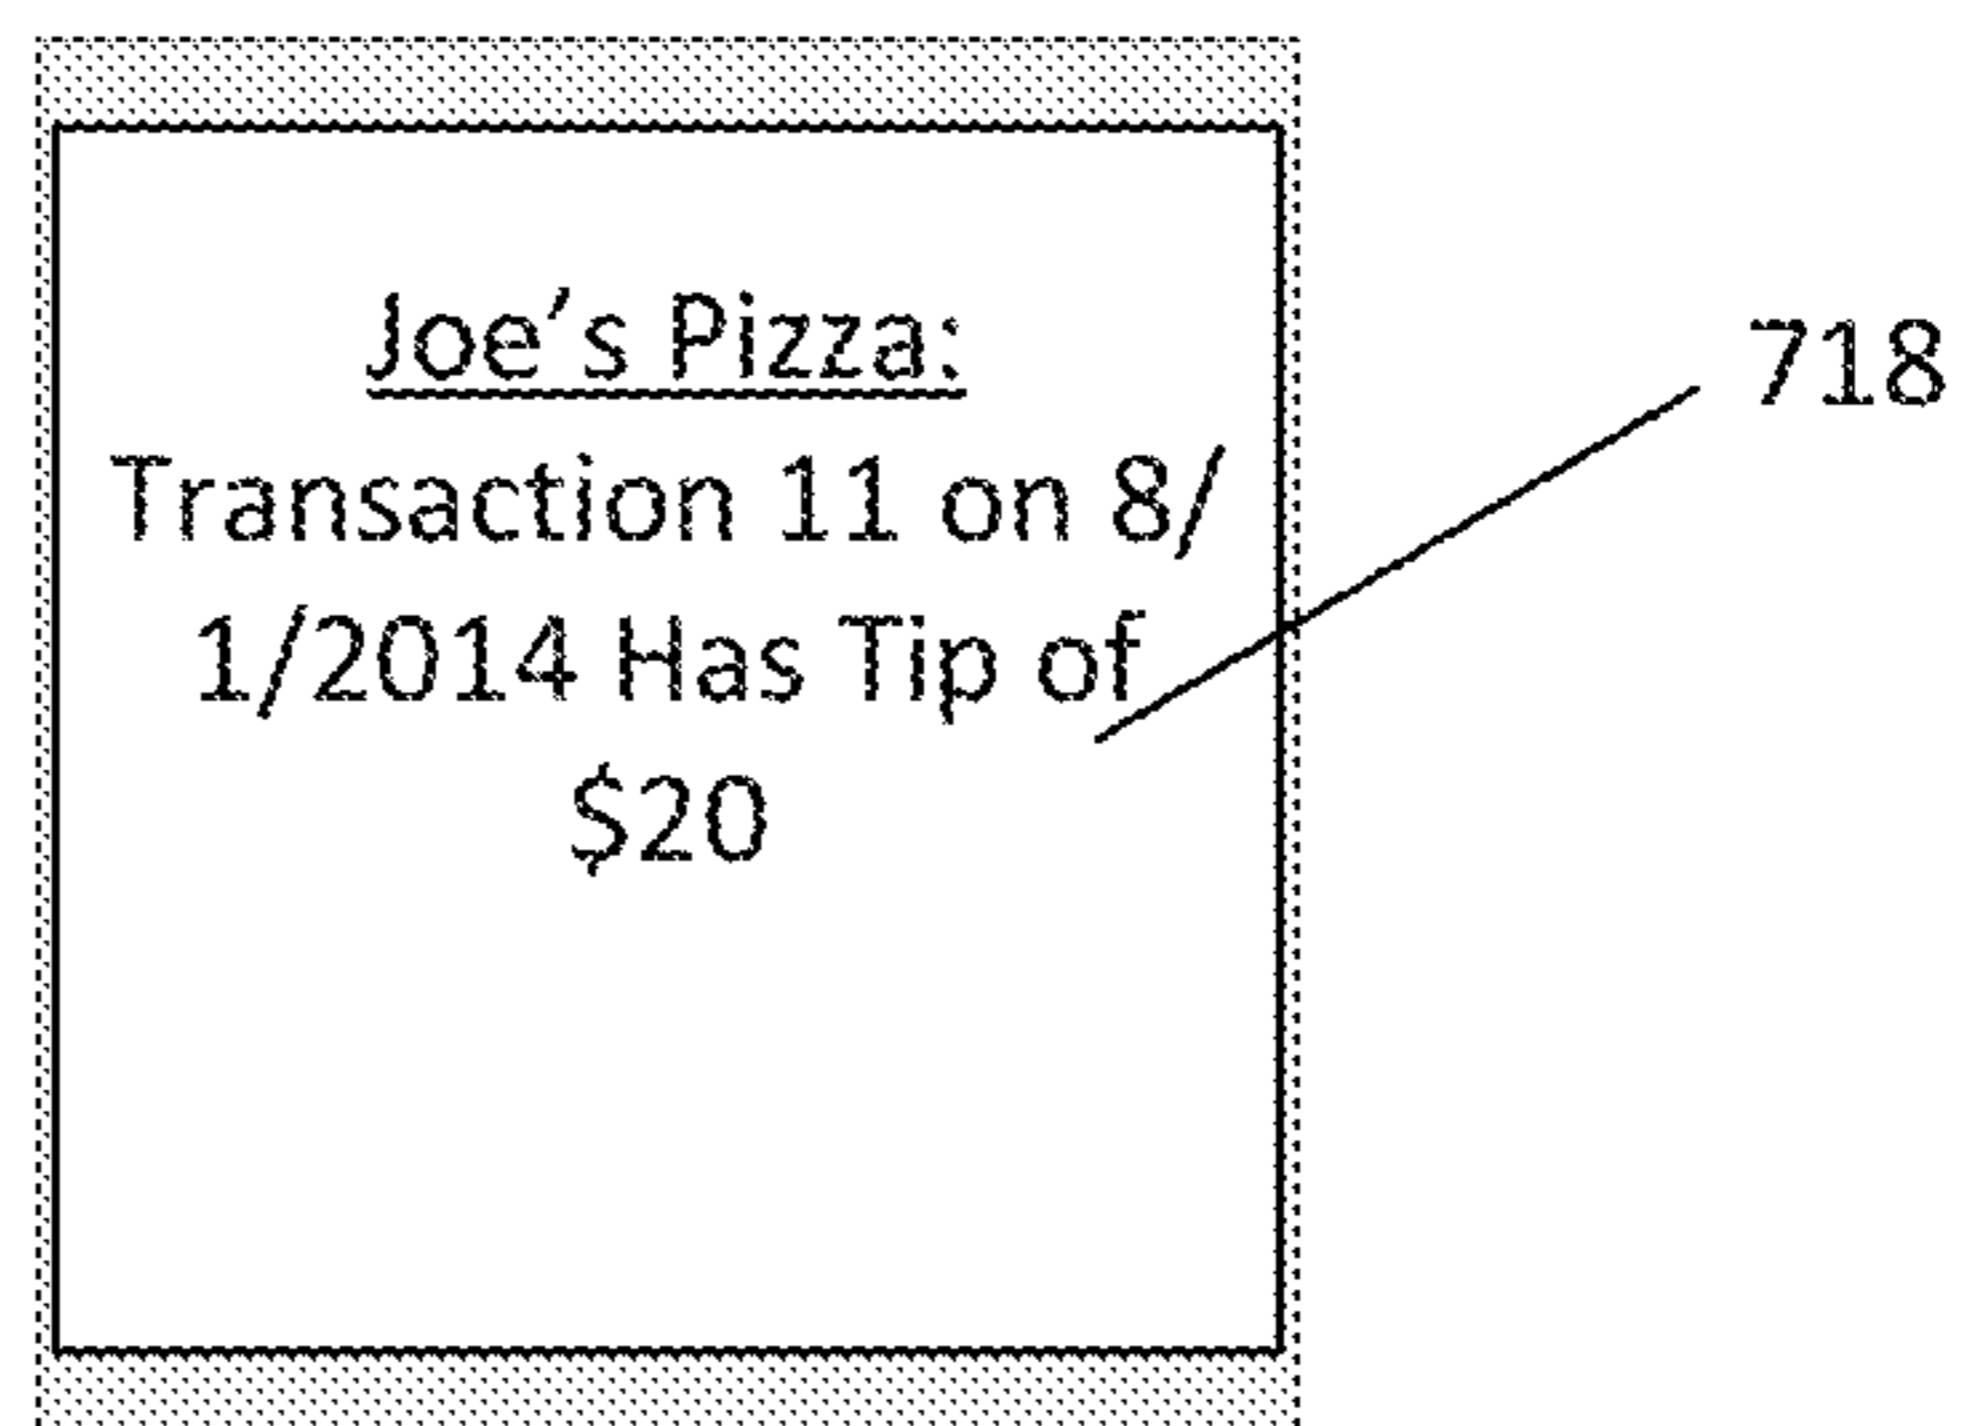 Joe's Pizza:
Transaction 11 on 8/
1/2014 Has Tip of
$20
718